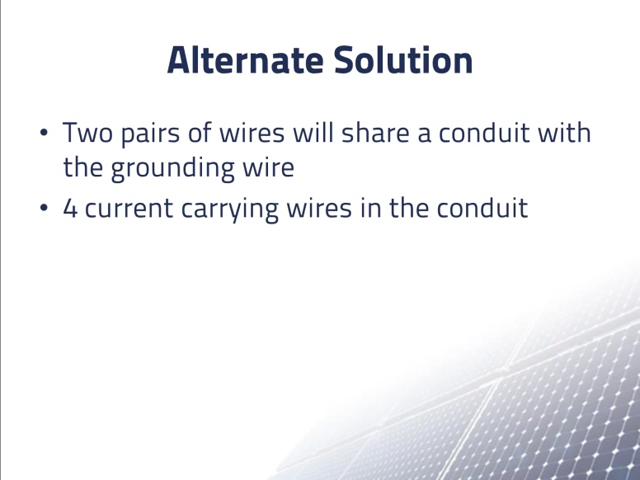 Alternate Solution
• Two pairs of wires will share a conduit with
the grounding wire
• 4 current carrying wires in the conduit